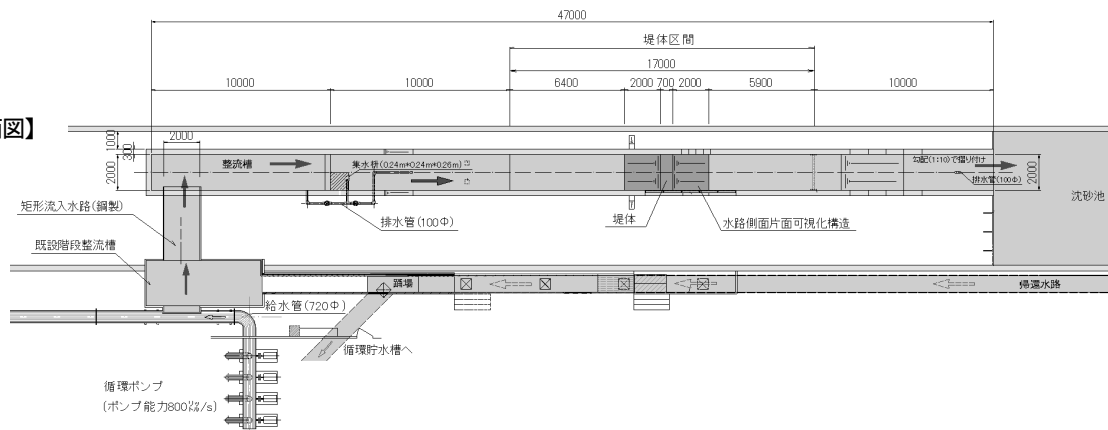 47000
堤体区間
17000
10000
10000
6400
2000
700
2000
5900
10000
図】
2000
1000
300
2000
整流槽
集水桝(0.24m*0.24m*0.26m)
勾配(1:10)で摺り付け
排水管(100Φ)
2000
沈砂池
矩形流入水路(鋼製)
排水管(100Φ)
堤体
水路側面片面可視化構造
既設階段整流槽
踊場
帰還水路
給水管(720Φ)
循環貯水槽へ
循環ポンプ
(ポンプ能力800㍑/s)